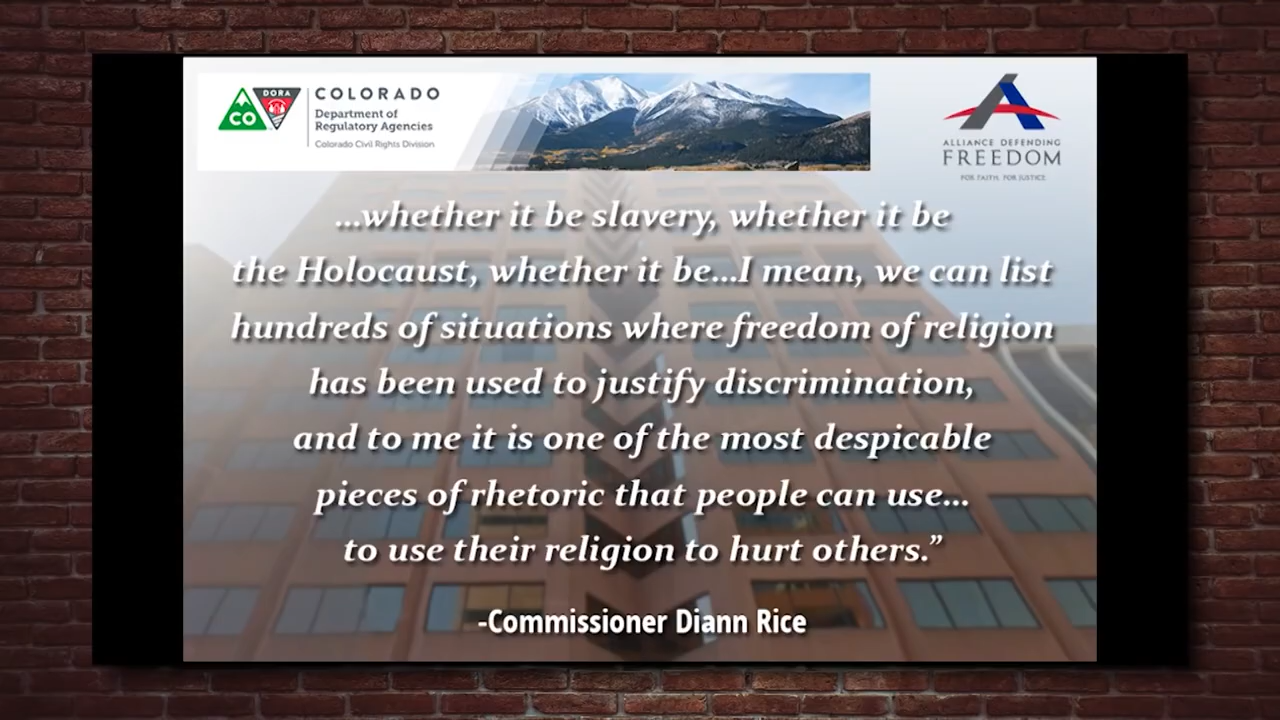 CO
DORA
COLORADO
Department of
Regulatory Agencies
Colorado Civil Rights Division
ALLIANCE DEFENDING
FREEDOM
FOR FAITH. FOR JUSTICE.
...whether it be slavery, whether it be
the Holocaust, whether it be...I mean, we can list
hundreds of situations where freedom of religion
has been used to justify discrimination,
and to me it is one of the most despicable
pieces of rhetoric that people can use...
to use their religion to hurt others.”
-Commissioner Diann Rice